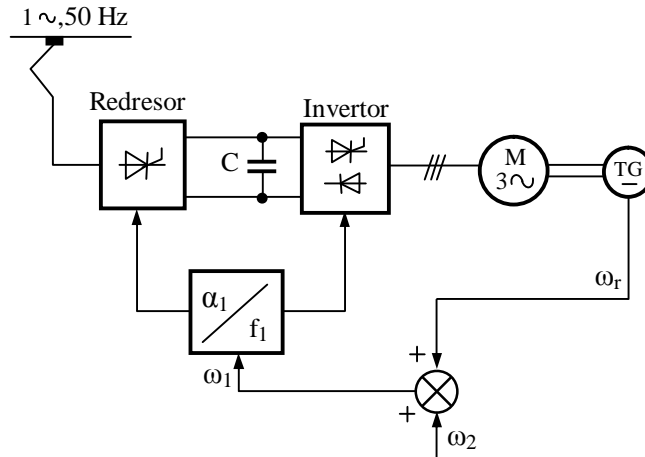 1 ∿,50 Hz
Redresor
Invertor
C
M
3∿
TG
α₁
f₁
ωᵣ
+
ω₁
+
ω₂